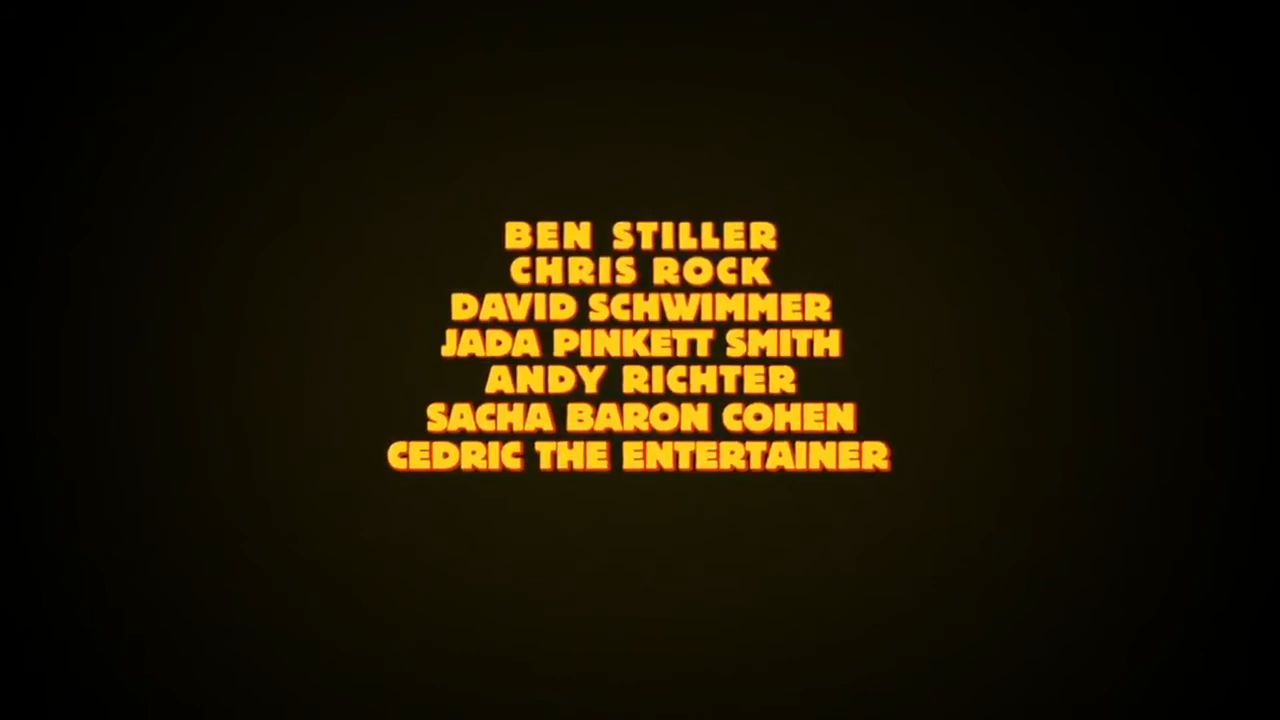 BEN STILLER
CHRIS ROCK
DAVID SCHWIMMER
JADA PINKETT SMITH
ANDY RICHTER
SACHA BARON COHEN
CEDRIC THE ENTERTAINER